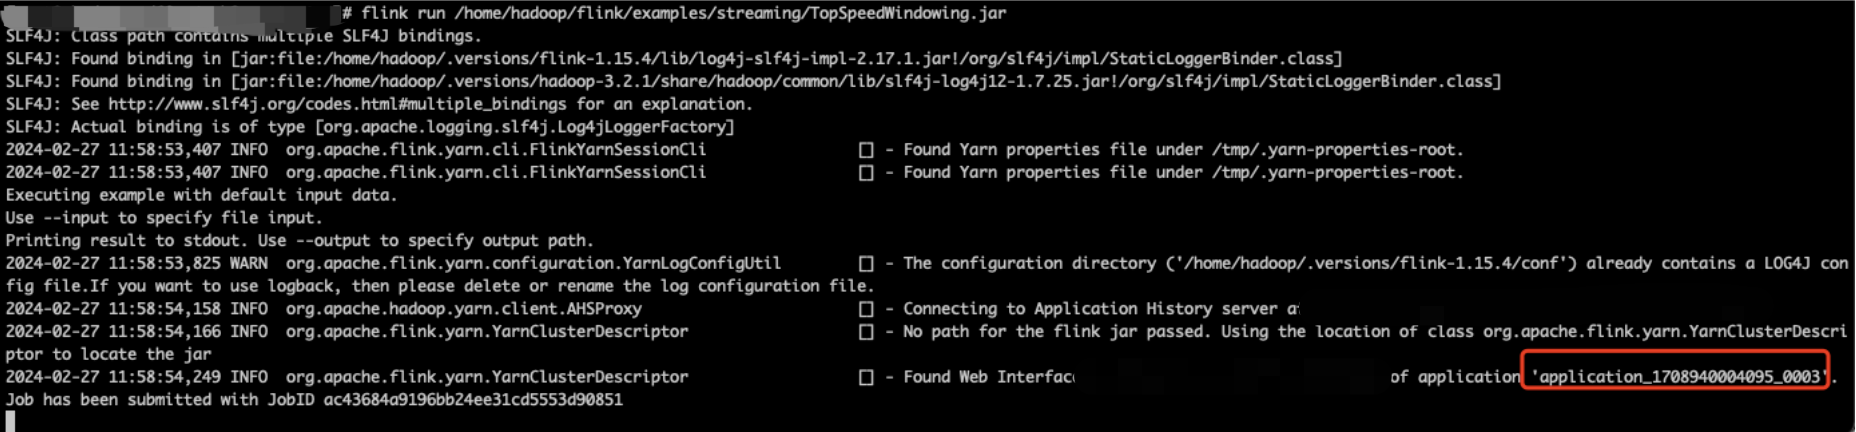 # flink run /home/hadoop/flink/examples/streaming/TopSpeedWindowing.jar
SLF4J: Class path contains multiple SLF4J bindings.
SLF4J: Found binding in [jar:file:/home/hadoop/.versions/flink-1.15.4/lib/log4j-slf4j-impl-2.17.1.jar!/org/slf4j/impl/StaticLoggerBinder.class]
SLF4J: Found binding in [jar:file:/home/hadoop/.versions/hadoop-3.2.1/share/hadoop/common/lib/slf4j-log4j12-1.7.25.jar!/org/slf4j/impl/StaticLoggerBinder.class]
SLF4J: See http://www.slf4j.org/codes.html#multiple_bindings for an explanation.
SLF4J: Actual binding is of type [org.apache.logging.slf4j.Log4jLoggerFactory]
2024-02-27 11:58:53,407 INFO  org.apache.flink.yarn.cli.FlinkYarnSessionCli                [] - Found Yarn properties file under /tmp/.yarn-properties-root.
2024-02-27 11:58:53,407 INFO  org.apache.flink.yarn.cli.FlinkYarnSessionCli                [] - Found Yarn properties file under /tmp/.yarn-properties-root.
Executing example with default input data.
Use --input to specify file input.
Printing result to stdout. Use --output to specify output path.
2024-02-27 11:58:53,825 WARN  org.apache.flink.yarn.configuration.YarnLogConfigUtil        [] - The configuration directory ('/home/hadoop/.versions/flink-1.15.4/conf') already contains a LOG4J con
fig file.If you want to use logback, then please delete or rename the log configuration file.
2024-02-27 11:58:54,158 INFO  org.apache.hadoop.yarn.client.AHSProxy                       [] - Connecting to Application History server
2024-02-27 11:58:54,166 INFO  org.apache.flink.yarn.YarnClusterDescriptor                  [] - No path for the flink jar passed. Using the location of class org.apache.flink.yarn.YarnClusterDescri
ptor to locate the jar
2024-02-27 11:58:54,249 INFO  org.apache.flink.yarn.YarnClusterDescriptor                  [] - Found Web Interfac of application 'application_1708940004095_0003'.
Job has been submitted with JobID ac43684a9196bb24ee31cd5553d90851